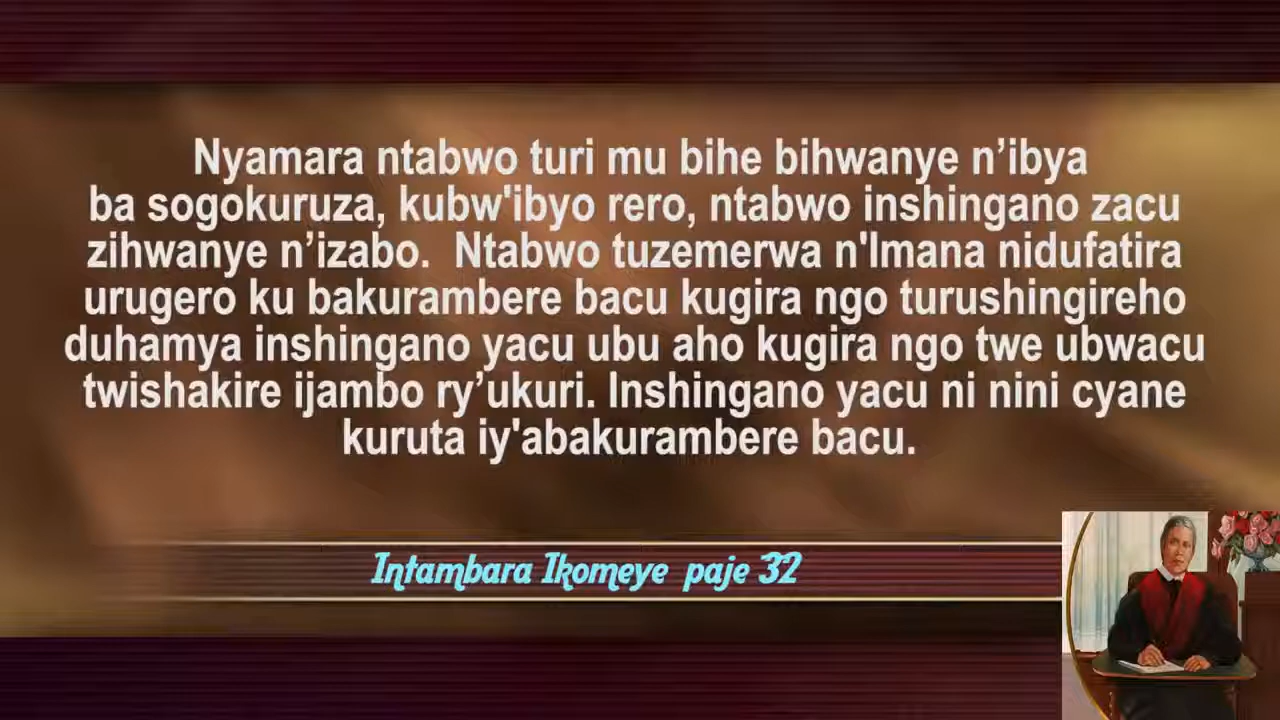 Nyamara ntabwo turi mu bihe bihwanye n’ibya
ba sogokuruza, kubw'ibyo rero, ntabwo inshingano zacu
zihwanye n’izabo.  Ntabwo tuzemerwa n'Imana nidufatira
urugero ku bakurambere bacu kugira ngo turushingireho
duhamya inshingano yacu ubu aho kugira ngo twe ubwacu
twishakire ijambo ry’ukuri. Inshingano yacu ni nini cyane
kuruta iy'abakurambere bacu.
Intambara Ikomeye  paje 32